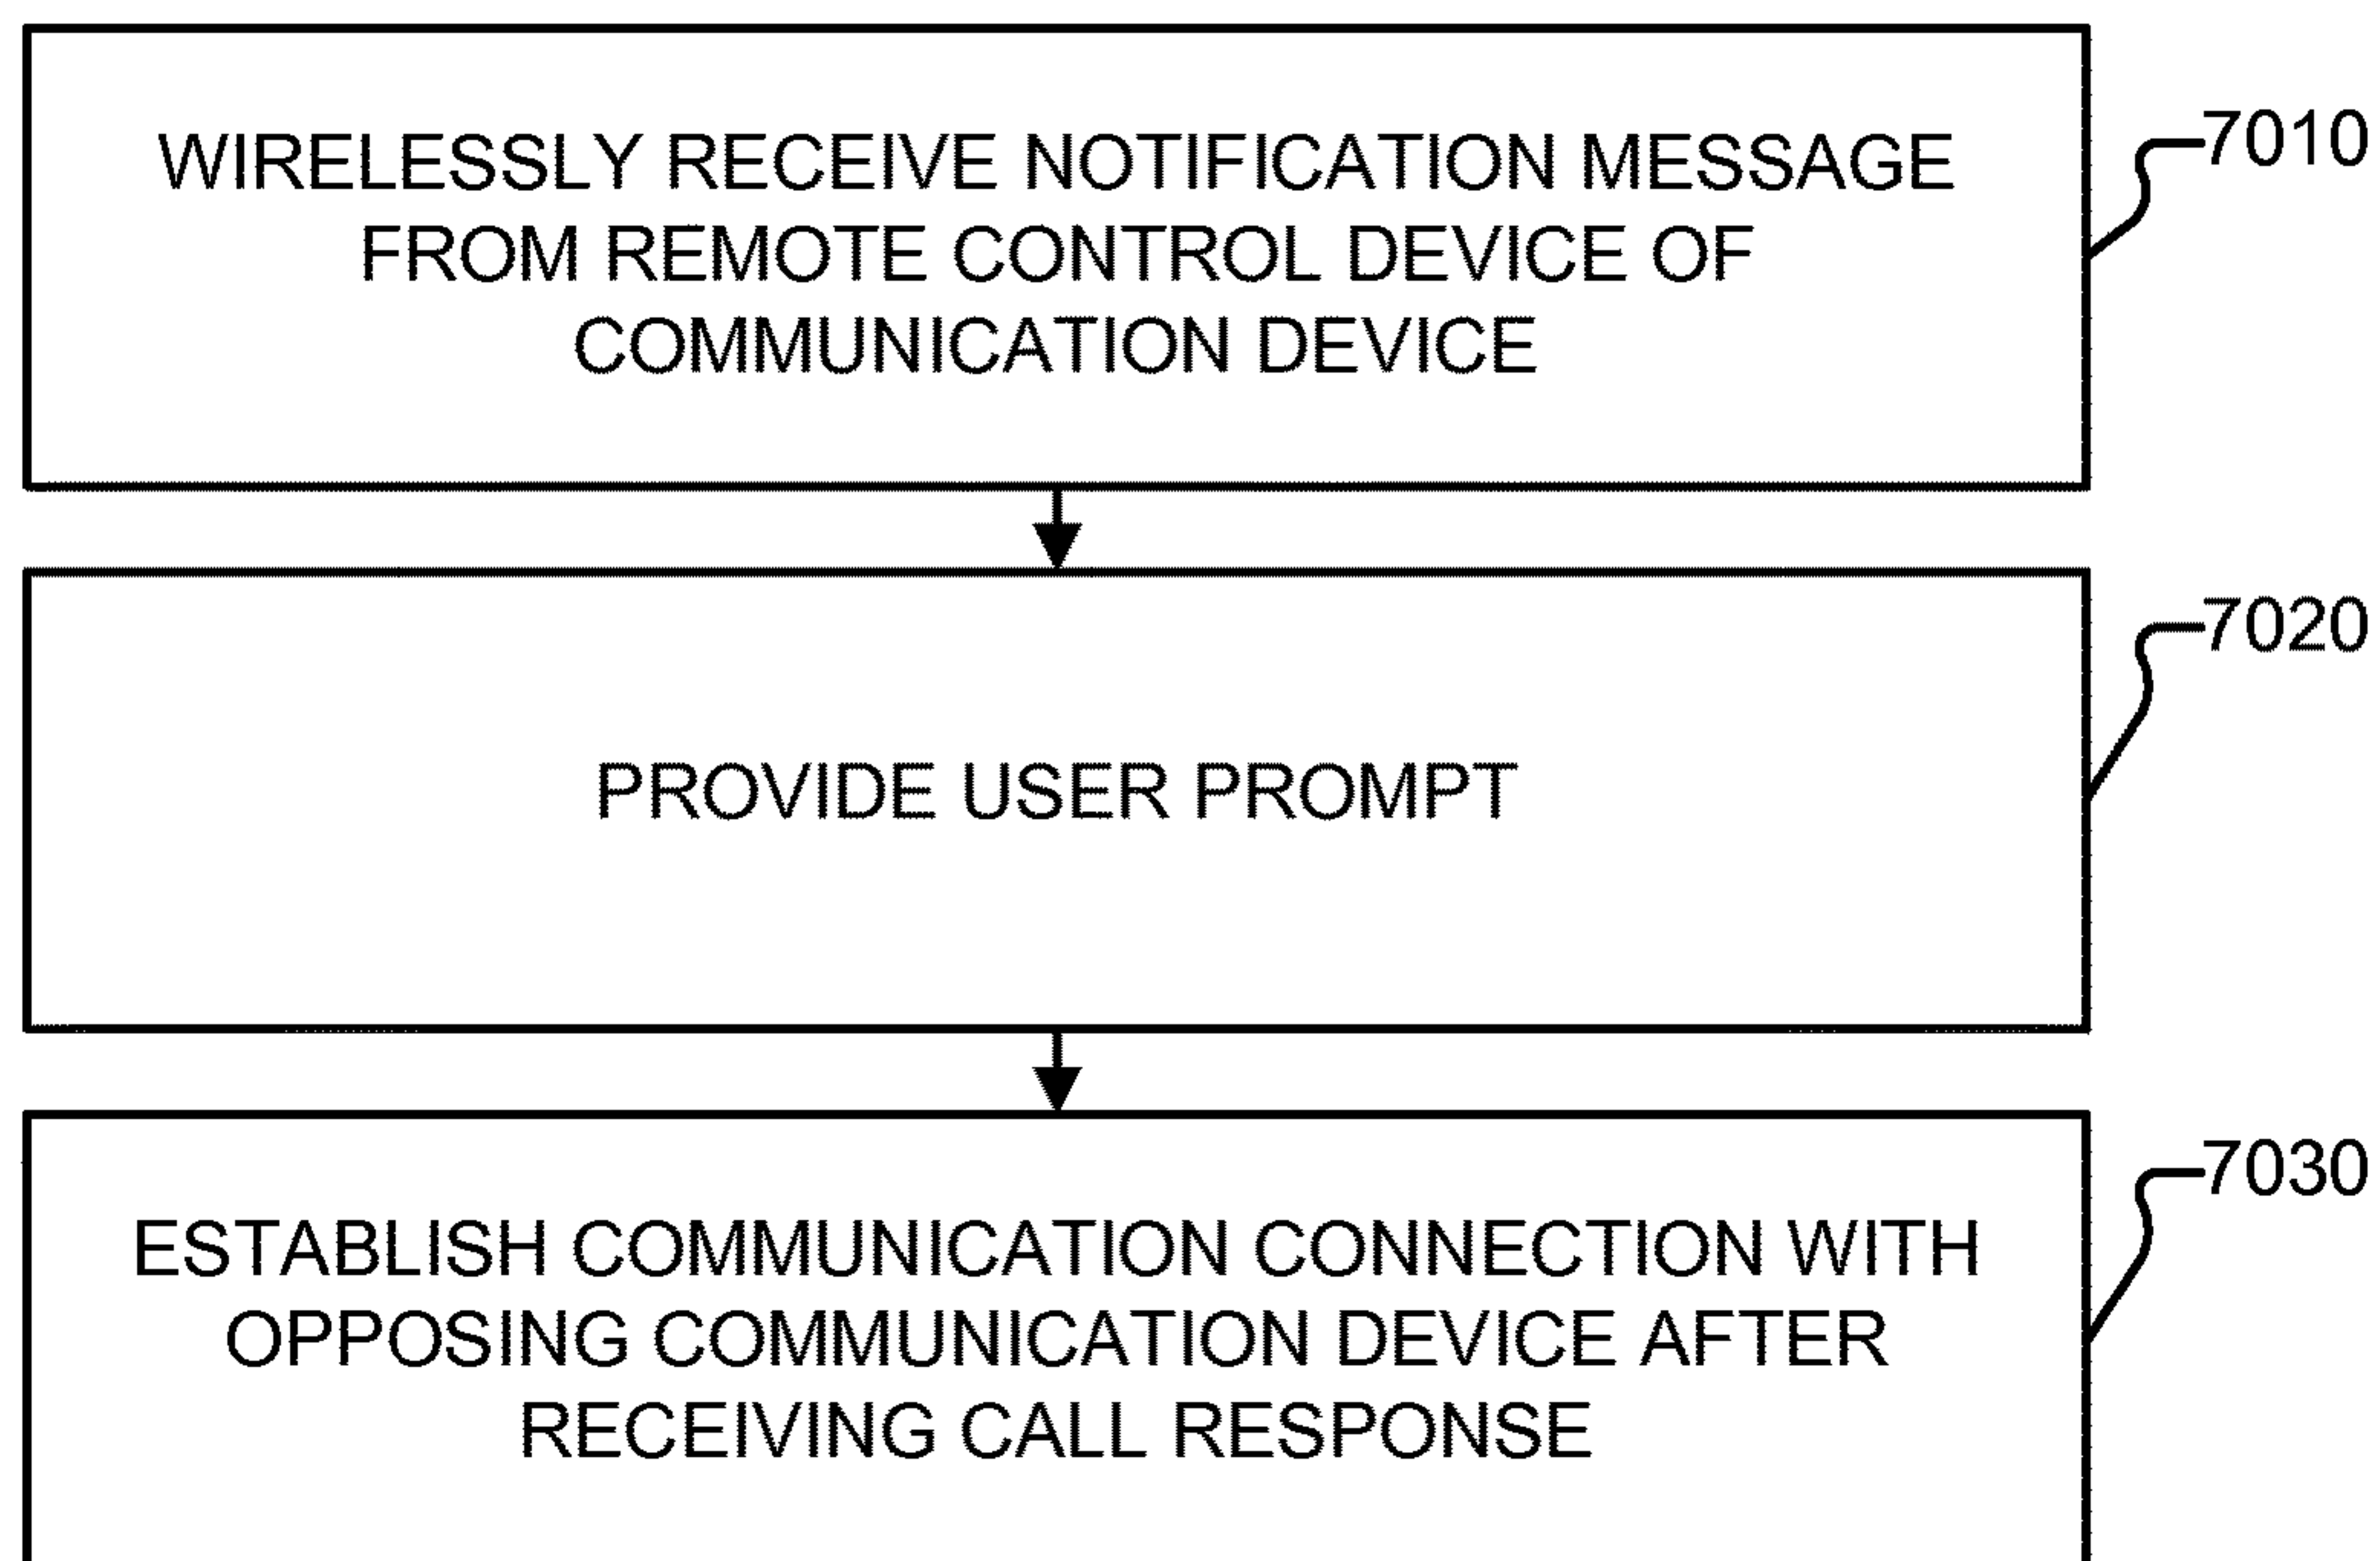 WIRELESSLY RECEIVE NOTIFICATION MESSAGE
FROM REMOTE CONTROL DEVICE OF
COMMUNICATION DEVICE
7010
PROVIDE USER PROMPT
7020
ESTABLISH COMMUNICATION CONNECTION WITH
OPPOSING COMMUNICATION DEVICE AFTER
RECEIVING CALL RESPONSE
7030